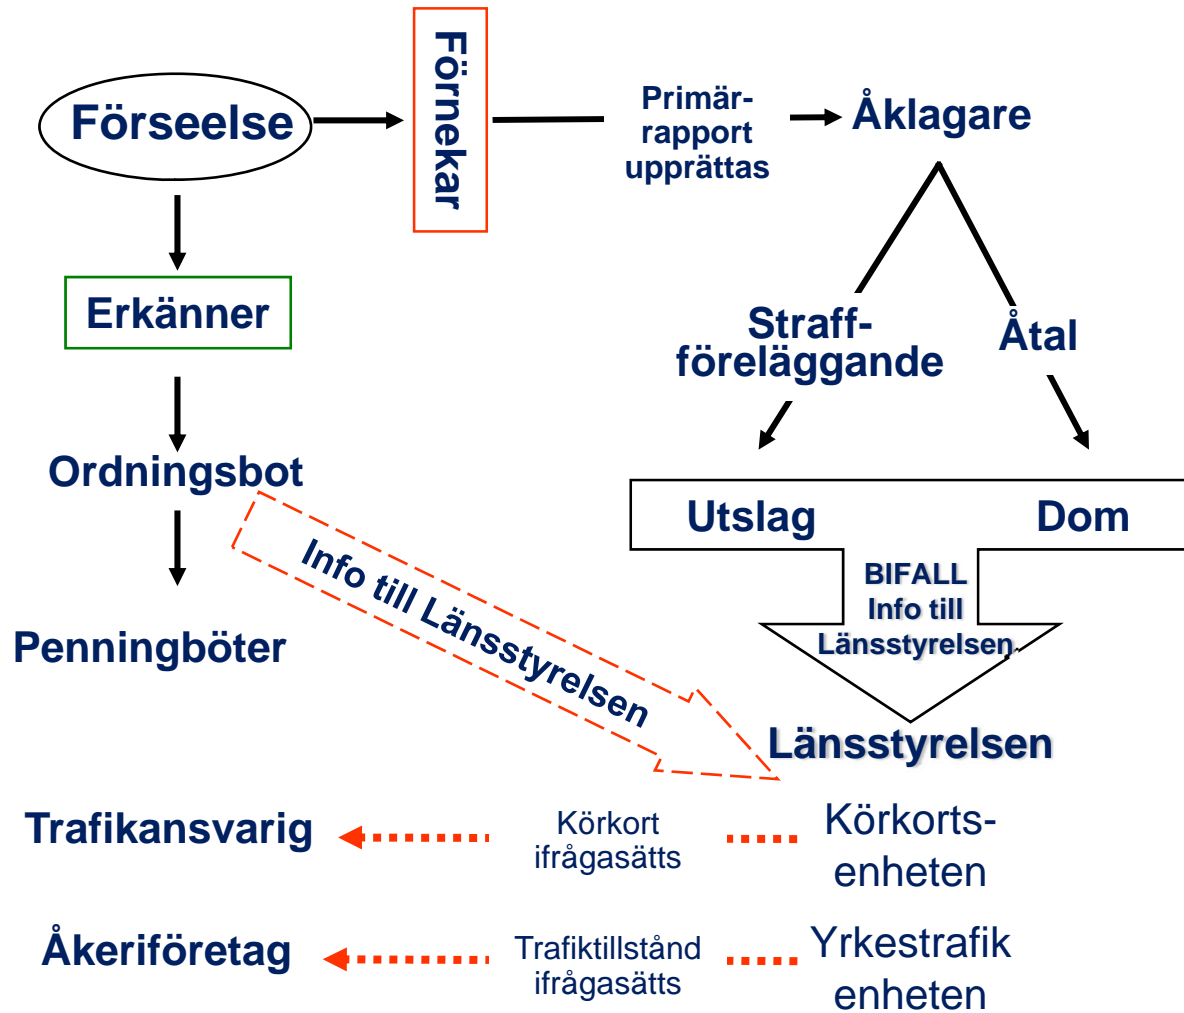 Förseelse
Förnekar
Primär-
rapport
upprättas
Åklagare
Erkänner
Straff-
föreläggande
Åtal
Ordningsbot
Utslag
Dom
BIFALL
Info till
Länsstyrelsen
Info till Länsstyrelsen
Penningböter
Länsstyrelsen
Trafikansvarig
Körkort
ifrågasätts
Körkorts-
enheten
Åkeriföretag
Trafiktillstånd
ifrågasätts
Yrkestrafik
enheten